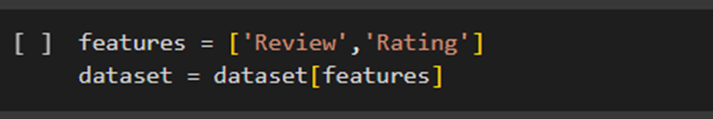 [ ] features = ['Review','Rating']
dataset = dataset[features]